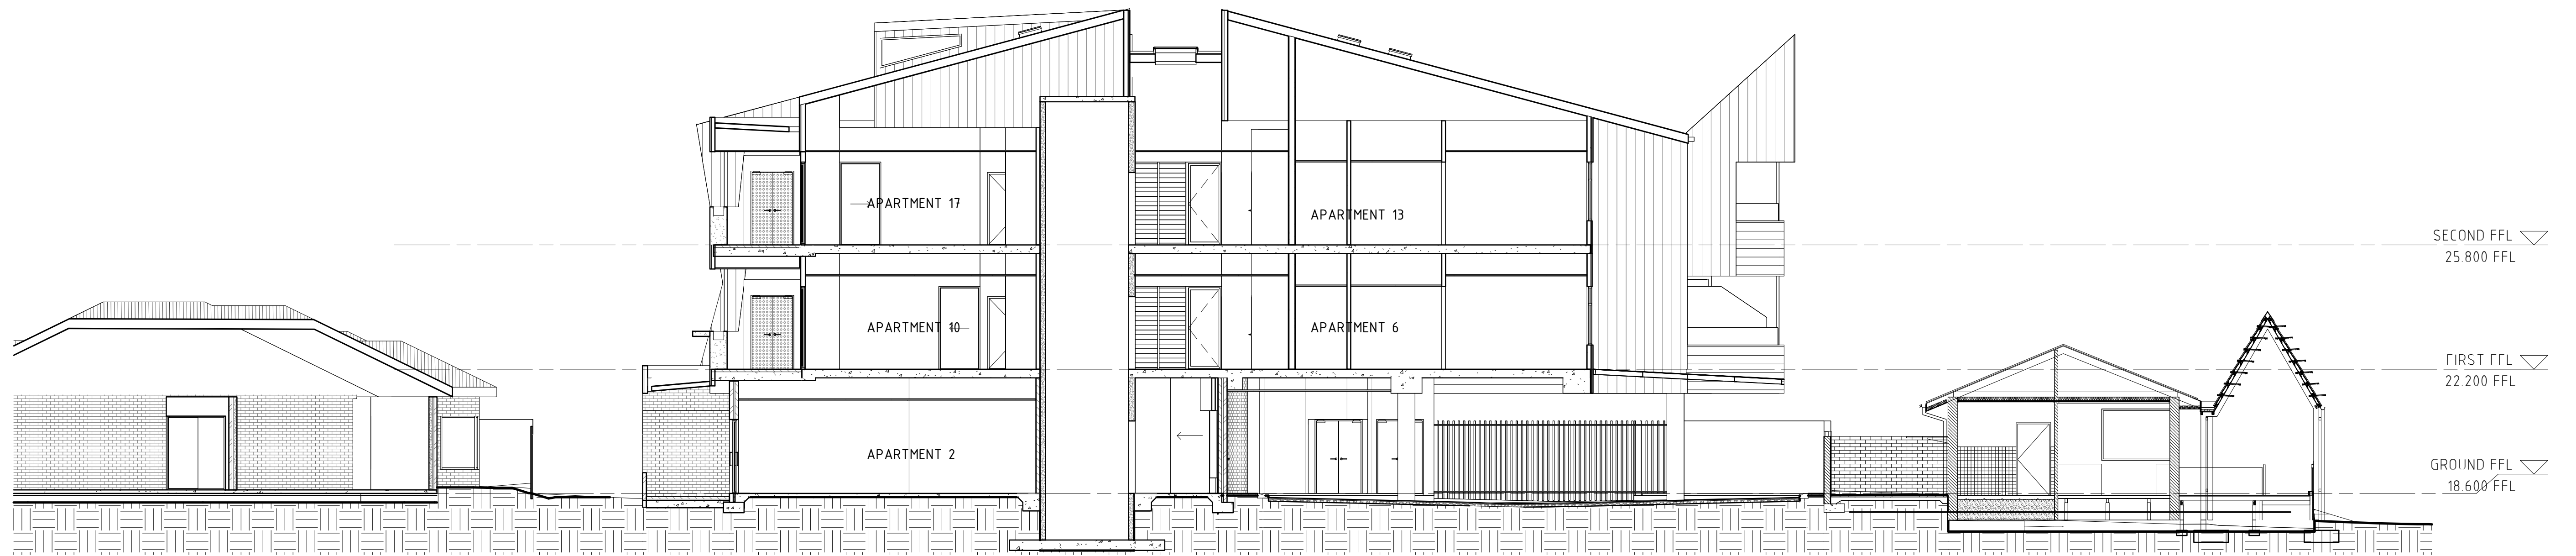 APARTMENT 17
APARTMENT 13
SECOND FFL
25.800 FFL
APARTMENT 10
APARTMENT 6
FIRST FFL
22.200 FFL
APARTMENT 2
GROUND FFL
18.600 FFL